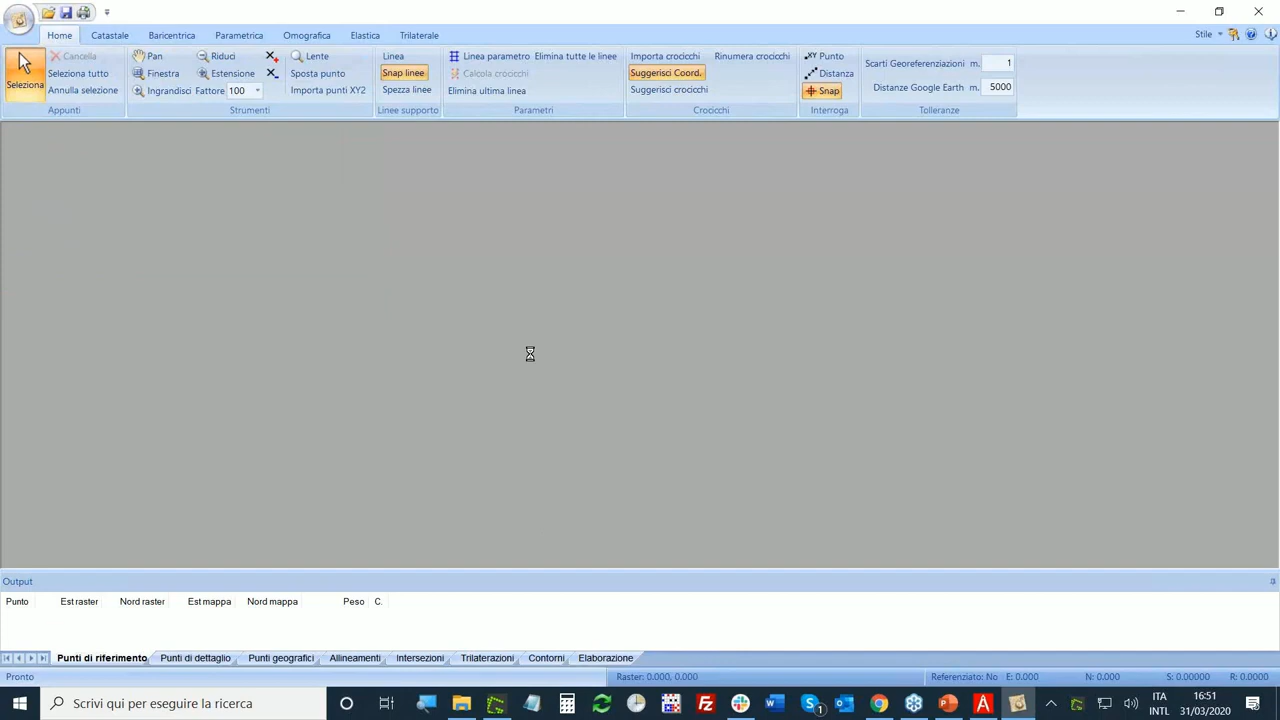 Home Catastale Baricentrica Parametrica Omografica Elastica Trilaterale Stile
Seleziona
Cancella
Seleziona tutto
Annulla selezione
Appunti
Pan Riduci
Finestra Estensione
Ingrandisci Fattore 100
Lente
Sposta punto
Importa punti XY2
Strumenti
Linea
Snap linee
Spezza linee
Linee supporto
Linea parametro Elimina tutte le linee
Calcola crocicchi
Elimina ultima linea
Parametri
Importa crocicchi Rinumera crocicchi
Suggerisci Coord.
Suggerisci crocicchi
Crocicchi
XY Punto
Distanza
Snap
Interroga
Scarti Georeferenziazioni m. 1
Distanze Google Earth m. 5000
Tolleranze
Output
Punto Est raster Nord raster Est mappa Nord mappa Peso C.
Punti di riferimento Punti di dettaglio Punti geografici Allineamenti Intersezioni Trilaterazioni Contorni Elaborazione
Pronto Raster: 0.000, 0.000 Referenziato: No E: 0.000 N: 0.000 S: 0.00000 R: 0.0000
Scrivi qui per eseguire la ricerca
ITA
INTL
16:51
31/03/2020